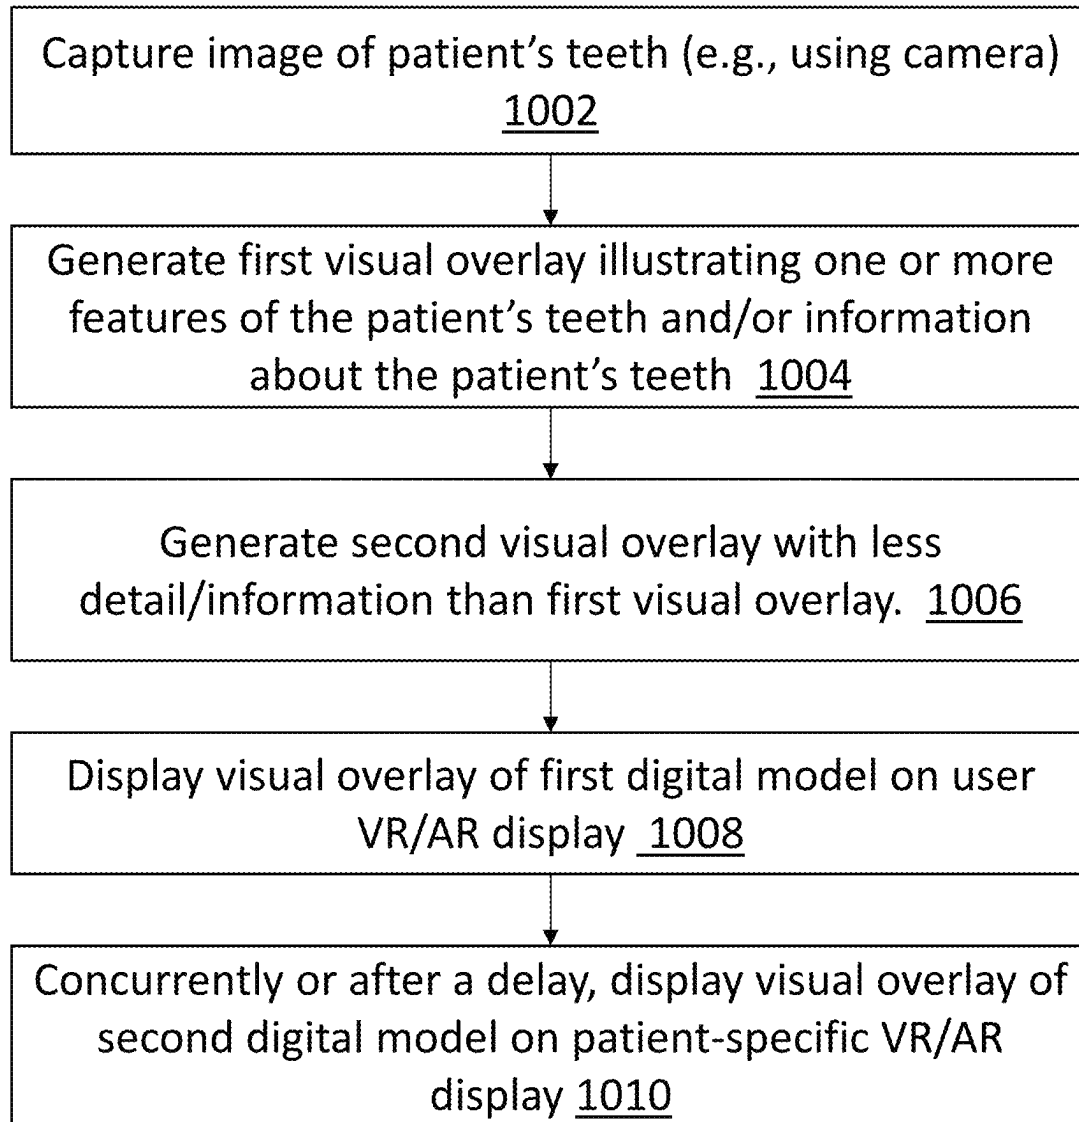 Capture image of patient’s teeth (e.g., using camera)
1002
Generate first visual overlay illustrating one or more
features of the patient’s teeth and/or information
about the patient’s teeth 1004
Generate second visual overlay with less
detail/information than first visual overlay. 1006
Display visual overlay of first digital model on user
VR/AR display 1008
Concurrently or after a delay, display visual overlay of
second digital model on patient-specific VR/AR
display 1010